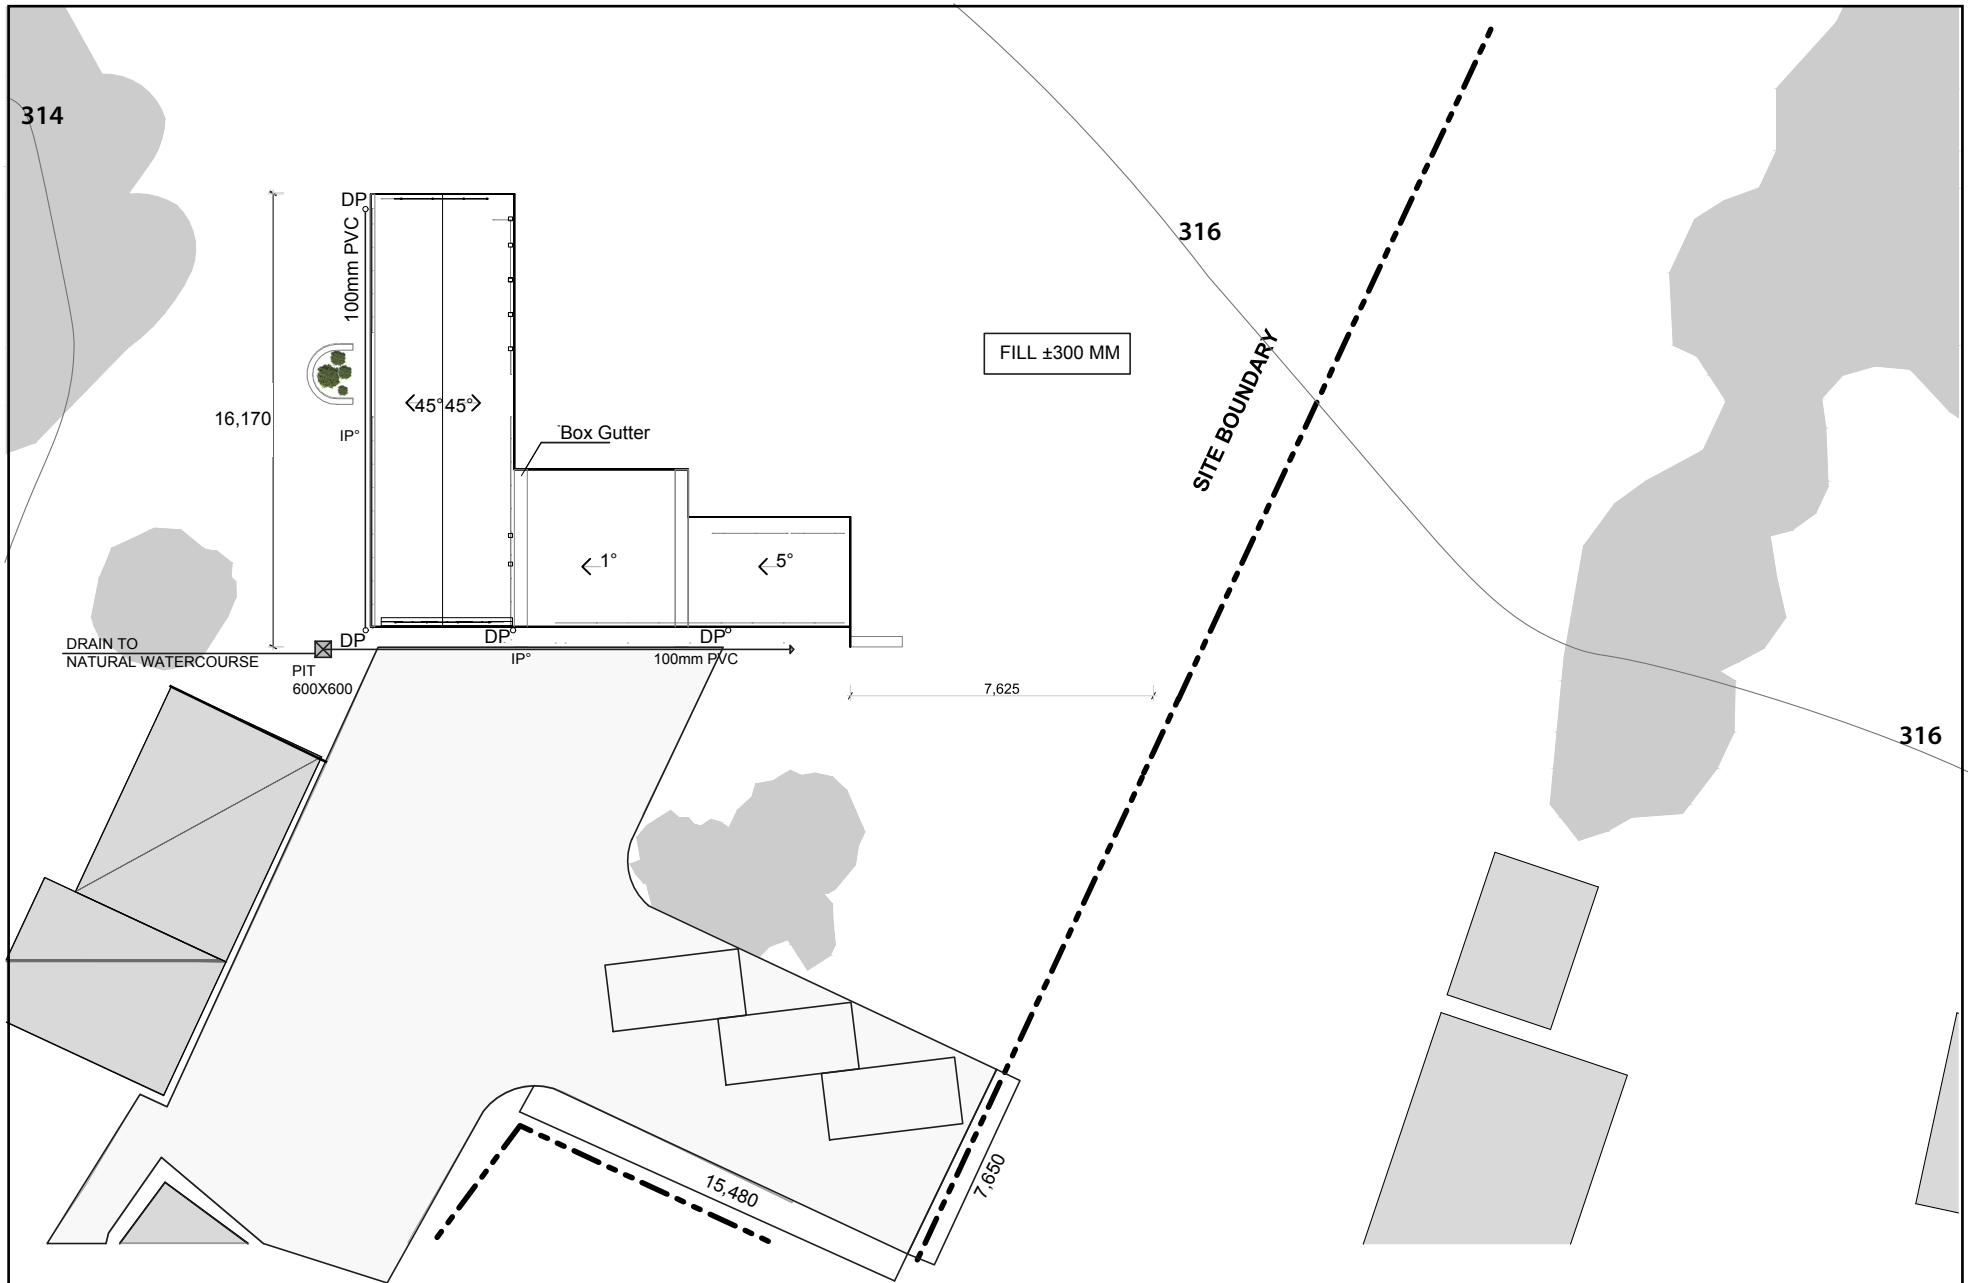 314
DP
100mm PVC
316
FILL ±300 MM
SITE BOUNDARY
45° 45°
16,170
IP°
Box Gutter
1°
5°
DP°
DP°
DP°
DRAIN TO
NATURAL WATERCOURSE
PIT
600X600
IP°
100mm PVC
7,625
316
15,480
7,650